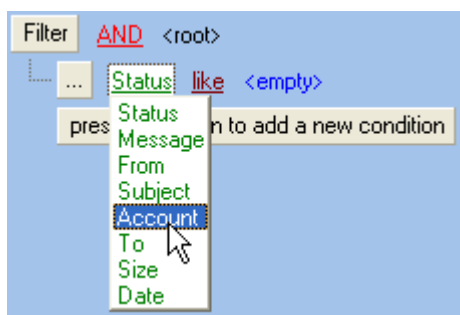 Filter AND <root>
... Status like <empty>
pres n to add a new condition
Status
Message
From
Subject
Account
To
Size
Date